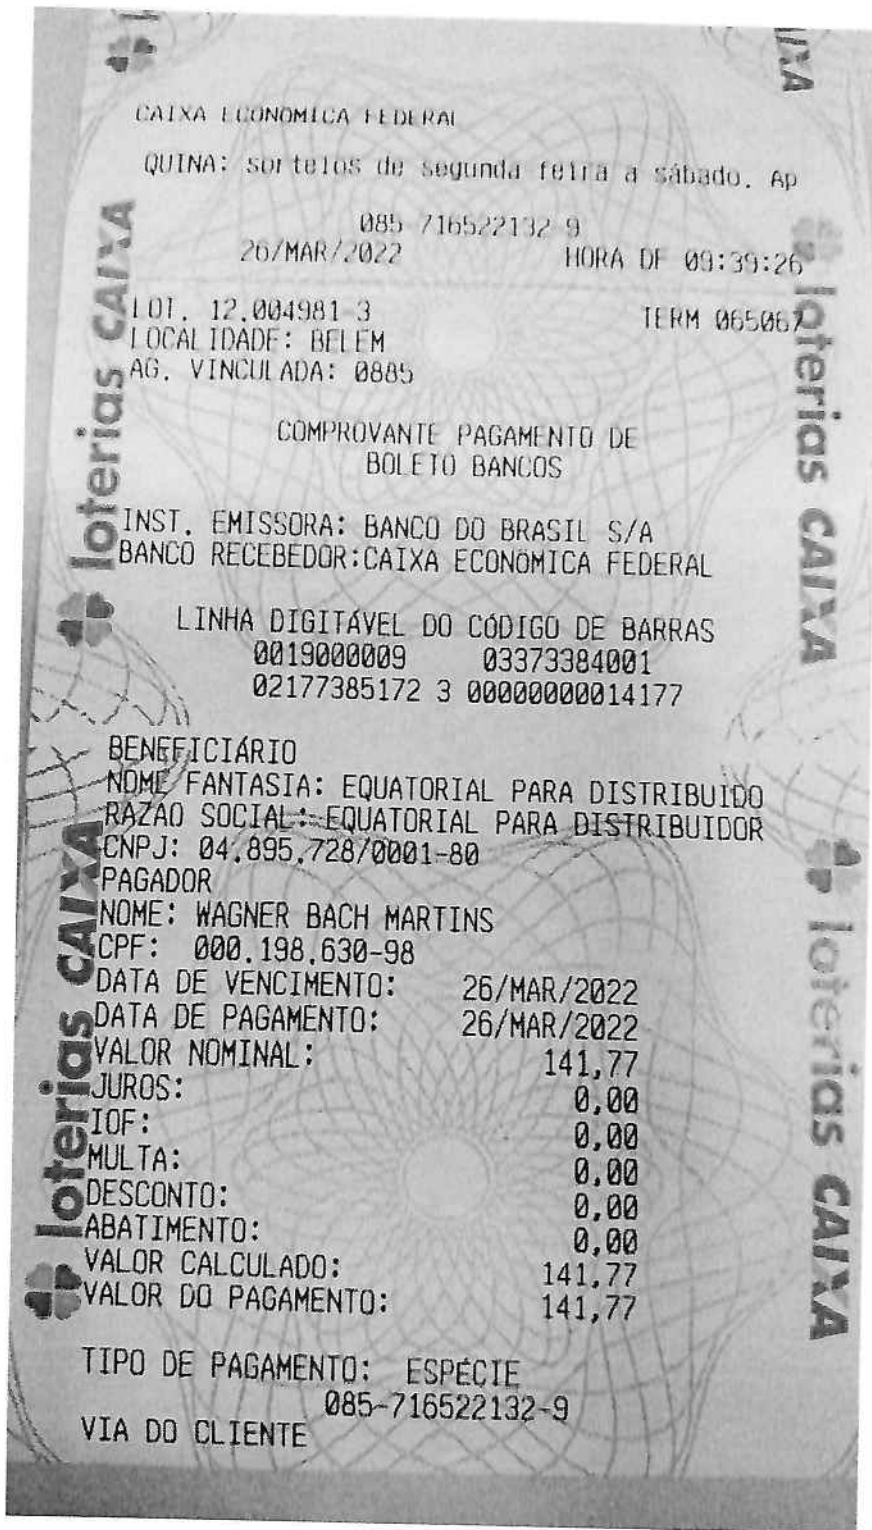 CAIXA ECONOMICA FEDERAL
QUINA: sorteios de segunda feira a sábado. Ap
085 716522132 9
26/MAR/2022 HORA DF 09:39:26
LOT. 12.004981 3 TERM 065067
LOCALIDADE: BELEM
AG. VINCULADA: 0885
COMPROVANTE PAGAMENTO DE
BOLETO BANCOS
INST. EMISSORA: BANCO DO BRASIL S/A
BANCO RECEBEDOR:CAIXA ECONOMICA FEDERAL
LINHA DIGITÁVEL DO CÓDIGO DE BARRAS
0019000009 03373384001
02177385172 3 00000000014177
BENEFICIÁRIO
NOME FANTASIA: EQUATORIAL PARA DISTRIBUIDO
RAZAO SOCIAL: EQUATORIAL PARA DISTRIBUIDOR
CNPJ: 04.895.728/0001-80
PAGADOR
NOME: WAGNER BACH MARTINS
CPF: 000.198.630-98
DATA DE VENCIMENTO: 26/MAR/2022
DATA DE PAGAMENTO: 26/MAR/2022
VALOR NOMINAL: 141,77
JUROS: 0,00
IOF: 0,00
MULTA: 0,00
DESCONTO: 0,00
ABATIMENTO: 0,00
VALOR CALCULADO: 141,77
VALOR DO PAGAMENTO: 141,77
TIPO DE PAGAMENTO: ESPÉCIE
085-716522132-9
VIA DO CLIENTE
loterias CAIXA
loterias CAIXA
loterias CAIXA
loterias CAIXA